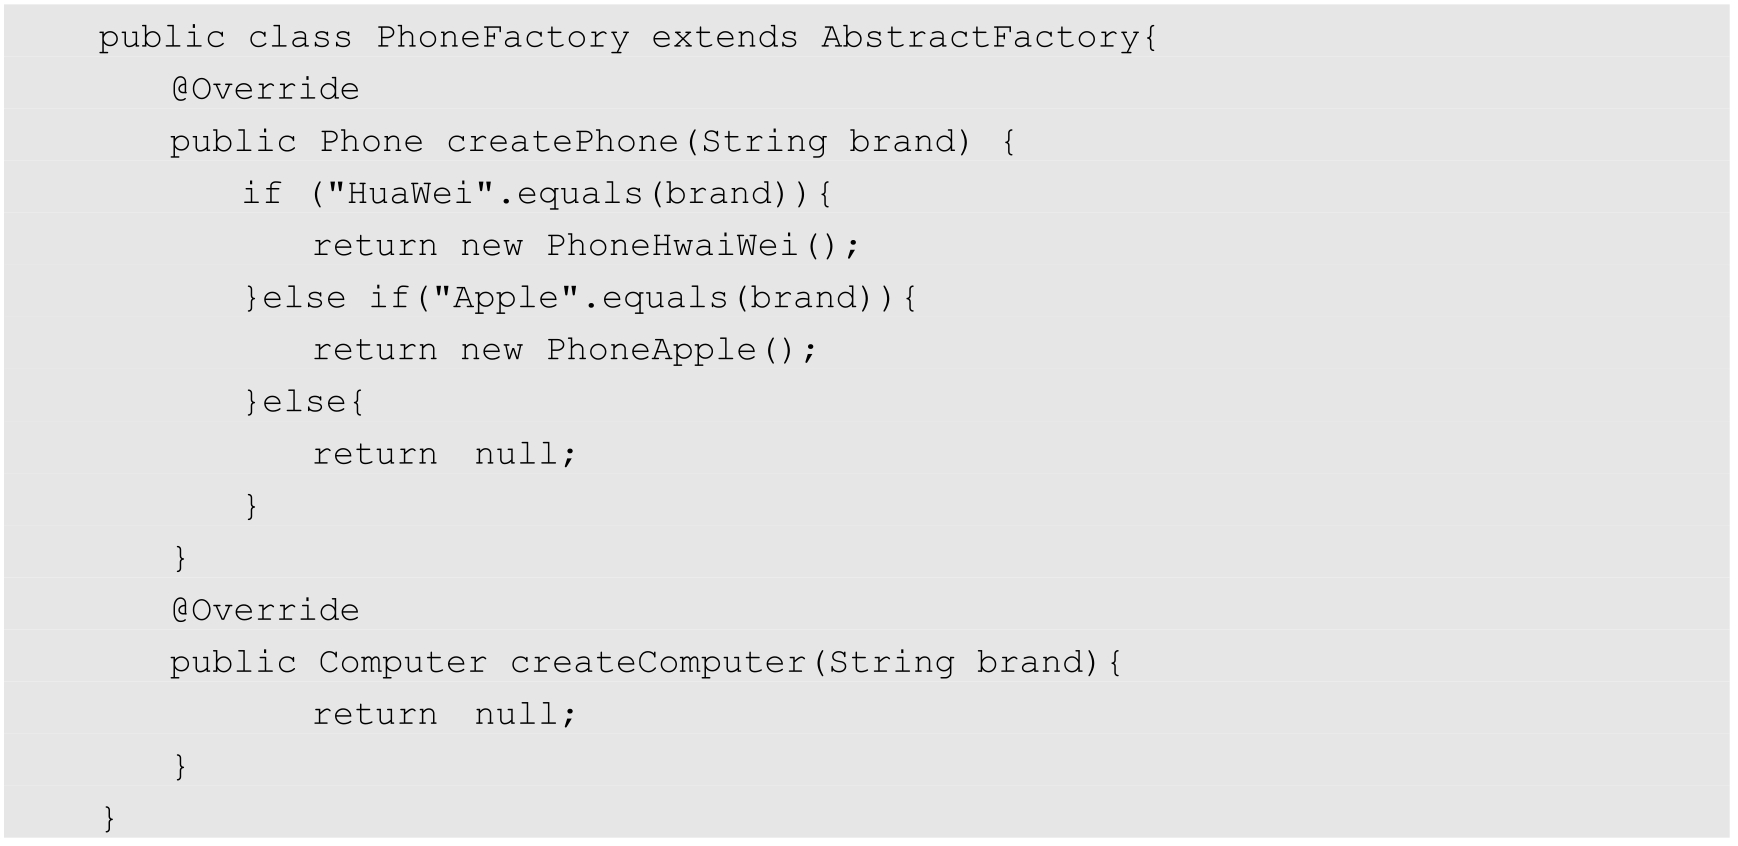 public class PhoneFactory extends AbstractFactory{
@Override
public Phone createPhone(String brand) {
if ("HuaWei".equals(brand)){
return new PhoneHwaiWei();
}else if("Apple".equals(brand)){
return new PhoneApple();
}else{
return  null;
}
}
@Override
public Computer createComputer(String brand){
return  null;
}
}